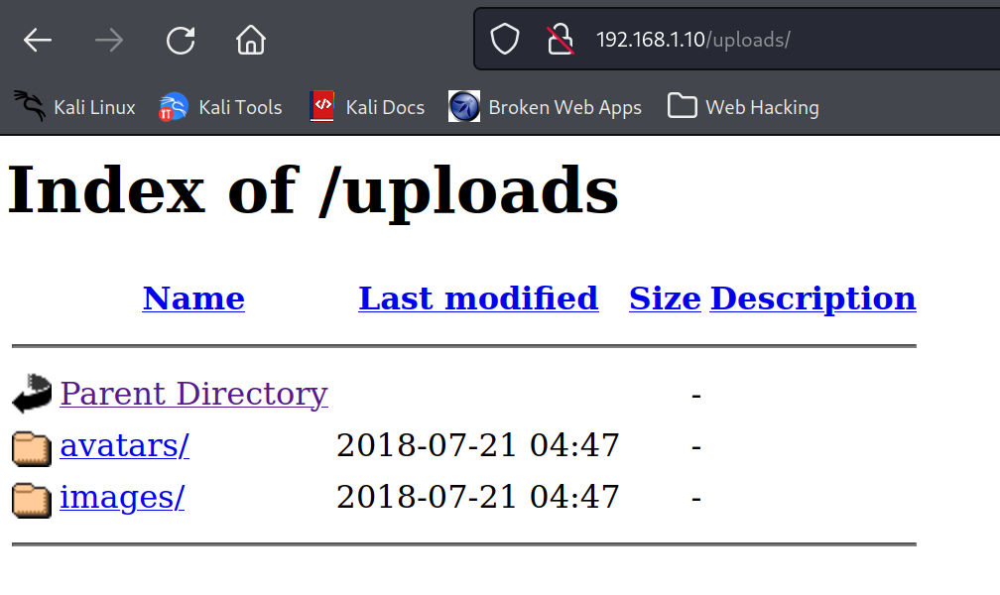 192.168.1.10/uploads/
Kali Linux Kali Tools Kali Docs Broken Web Apps Web Hacking
Index of /uploads
Name Last modified Size Description
Parent Directory -
avatars/ 2018-07-21 04:47 -
images/ 2018-07-21 04:47 -